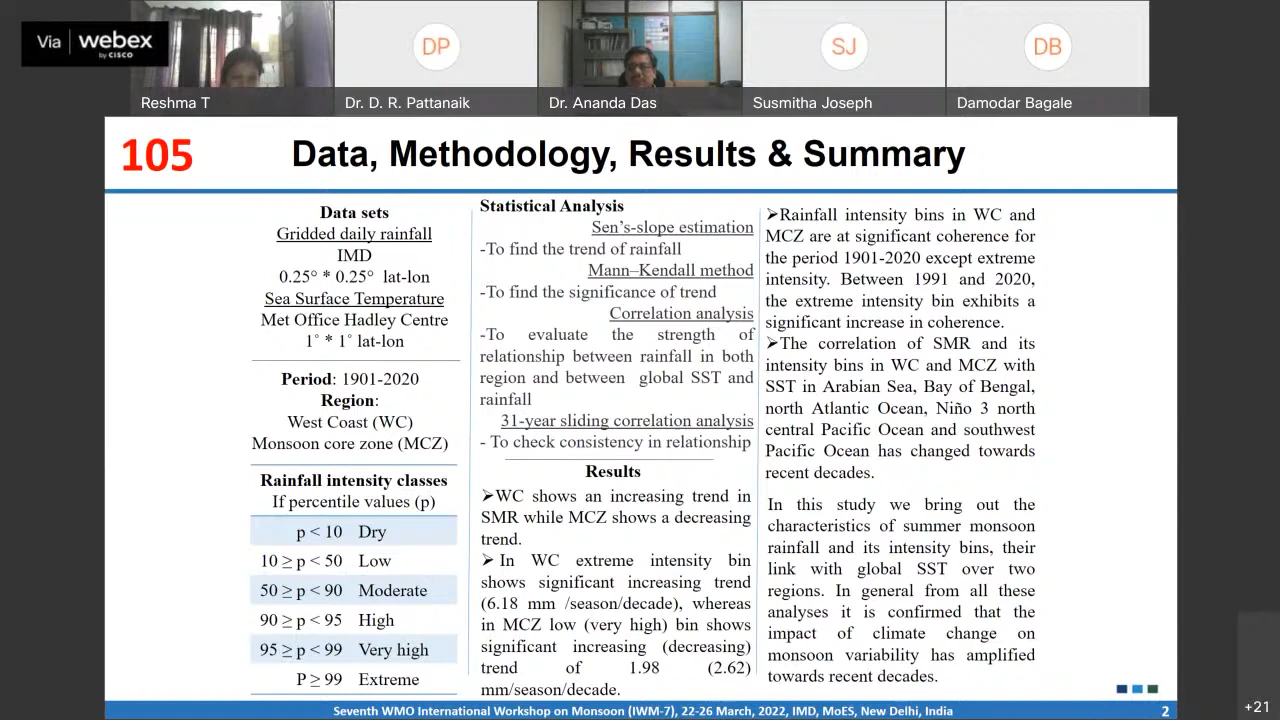 Via webex
by CISCO
DP
SJ
DB
Reshma T
Dr. D. R. Pattanaik
Dr. Ananda Das
Susmitha Joseph
Damodar Bagale
105
Data, Methodology, Results & Summary
Data sets
Gridded daily rainfall
IMD
0.25° * 0.25° lat-lon
Sea Surface Temperature
Met Office Hadley Centre
1° * 1° lat-lon
Period: 1901-2020
Region:
West Coast (WC)
Monsoon core zone (MCZ)
Rainfall intensity classes
If percentile values (p)
p < 10 Dry
10 ≥ p < 50 Low
50 ≥ p < 90 Moderate
90 ≥ p < 95 High
95 ≥ p < 99 Very high
P ≥ 99 Extreme
Statistical Analysis
Sen's-slope estimation
-To find the trend of rainfall
Mann–Kendall method
-To find the significance of trend
Correlation analysis
-To evaluate the strength of
relationship between rainfall in both
region and between global SST and
rainfall
31-year sliding correlation analysis
- To check consistency in relationship
Results
➢WC shows an increasing trend in
SMR while MCZ shows a decreasing
trend.
➢ In WC extreme intensity bin
shows significant increasing trend
(6.18 mm /season/decade), whereas
in MCZ low (very high) bin shows
significant increasing (decreasing)
trend of 1.98 (2.62)
mm/season/decade.
➢Rainfall intensity bins in WC and
MCZ are at significant coherence for
the period 1901-2020 except extreme
intensity. Between 1991 and 2020,
the extreme intensity bin exhibits a
significant increase in coherence.
➢The correlation of SMR and its
intensity bins in WC and MCZ with
SST in Arabian Sea, Bay of Bengal,
north Atlantic Ocean, Niño 3 north
central Pacific Ocean and southwest
Pacific Ocean has changed towards
recent decades.
In this study we bring out the
characteristics of summer monsoon
rainfall and its intensity bins, their
link with global SST over two
regions. In general from all these
analyses it is confirmed that the
impact of climate change on
monsoon variability has amplified
towards recent decades.
Seventh WMO International Workshop on Monsoon (IWM-7), 22-26 March, 2022, IMD, MoES, New Delhi, India
2
+21